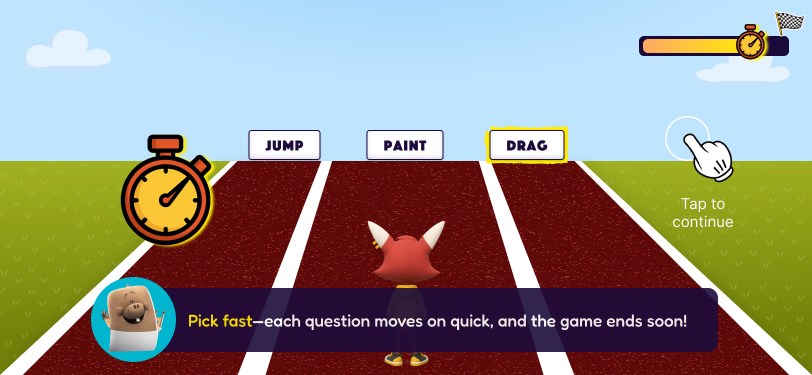 JUMP
PAINT
DRAG
Tap to
continue
Pick fast—each question moves on quick, and the game ends soon!